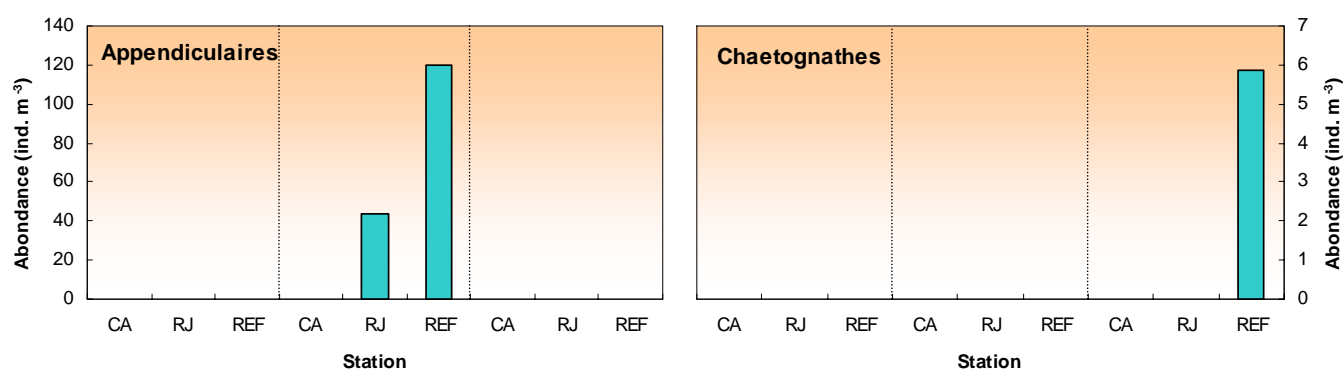 Appendiculaires
Abondance (ind. m -3)
140
120
100
80
60
40
20
0
CA RJ REF CA RJ REF CA RJ REF
Station
Chaetognathes
7
6
5
4
3
2
1
0
Abondance (ind. m -3)
CA RJ REF CA RJ REF CA RJ REF
Station